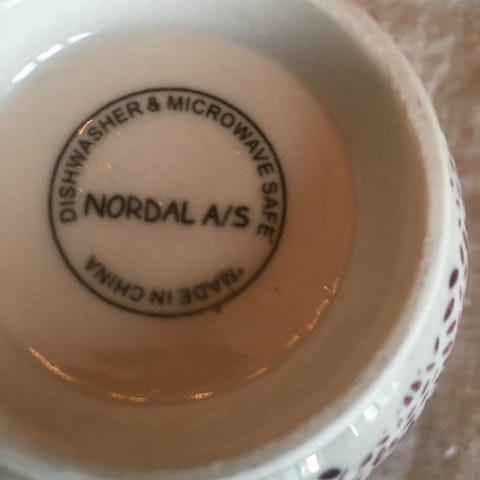 DISHWASHER & MICROWAVE SAFE
NORDAL A/S
"MADE IN CHINA